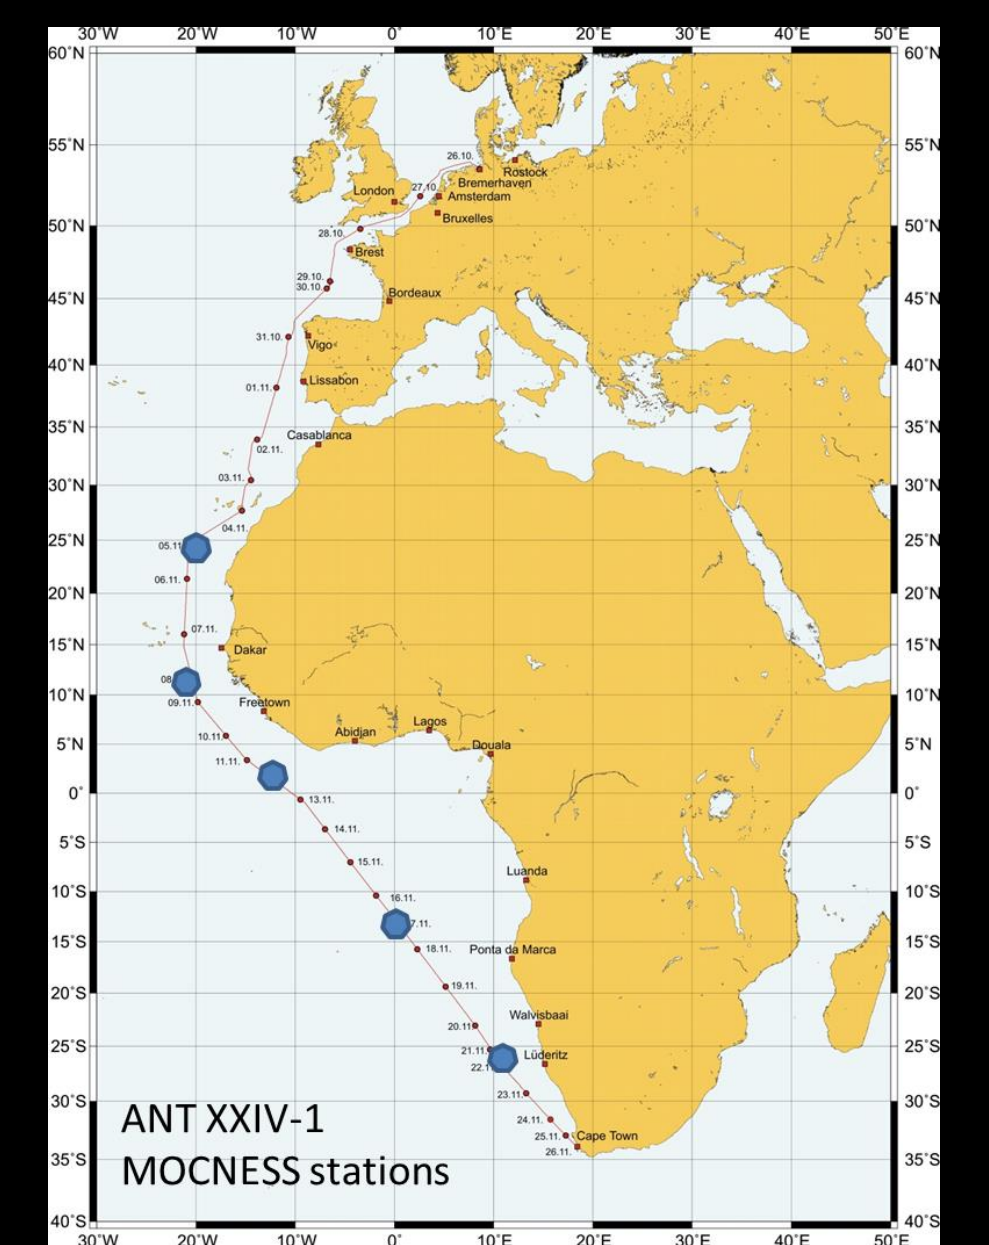 30°W 20°W 10°W 0° 10°E 20°E 30°E 40°E 50°E
60°N 60°N
55°N 55°N
26.10.
Rostock
Bremerhaven
27.10.
London
Amsterdam
Bruxelles
50°N 50°N
28.10.
Brest
29.10.
30.10.
45°N 45°N
Bordeaux
31.10.
Vigo
40°N 40°N
01.11.
Lissabon
35°N 35°N
Casablanca
02.11.
03.11.
30°N 30°N
04.11.
25°N 25°N
05.11
06.11.
20°N 20°N
07.11.
15°N 15°N
Dakar
08
10°N 10°N
09.11.
Freetown
Lagos
Abidjan
10.11.
5°N 5°N
Douala
11.11.
0° 0°
13.11.
14.11.
5°S 5°S
15.11.
Luanda
10°S 10°S
16.11.
7.11.
15°S 15°S
18.11.
Ponta da Marca
19.11.
20°S 20°S
Walvisbaai
20.11.
25°S 25°S
21.11.
Lüderitz
22.1
23.11.
30°S 30°S
ANT XXIV-1
24.11.
25.11.
Cape Town
26.11.
35°S 35°S
MOCNESS stations
40°S 40°S
30°W 20°W 10°W 0° 10°E 20°E 30°E 40°E 50°E